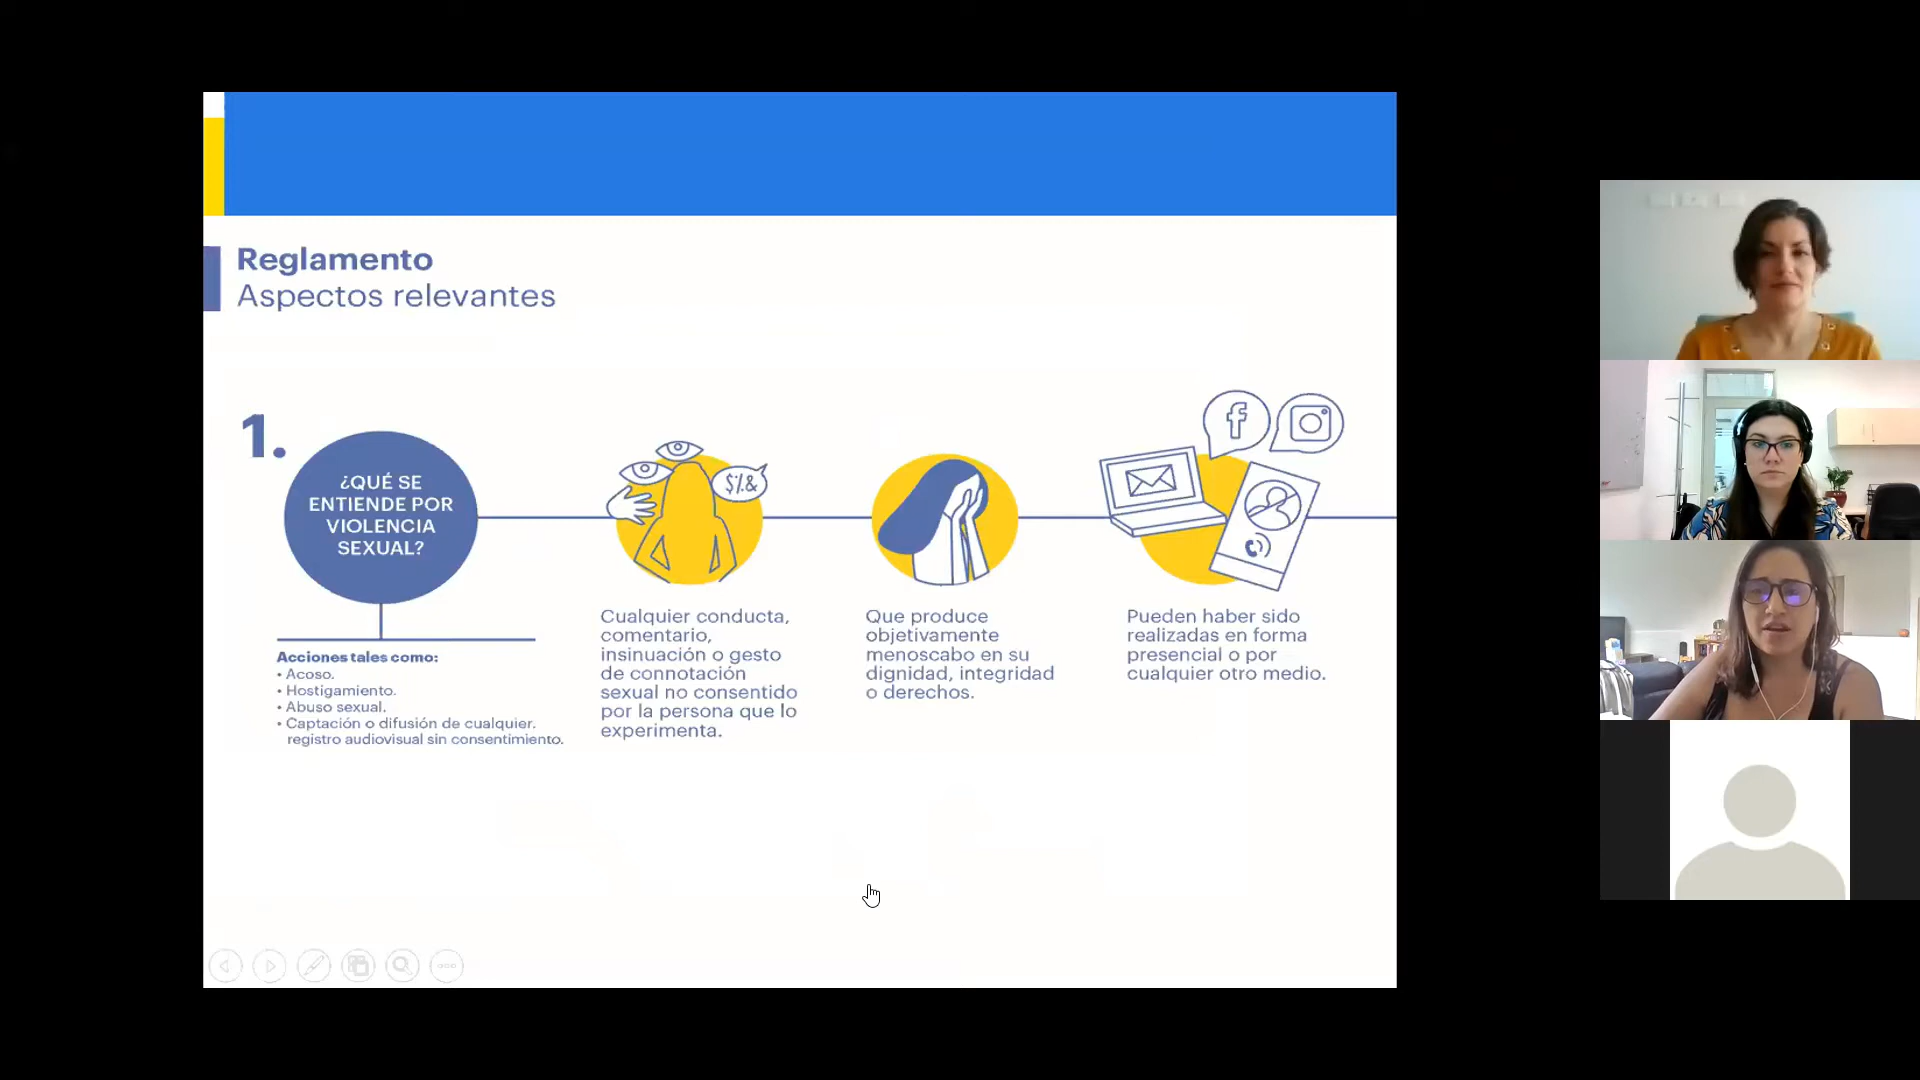 Reglamento
Aspectos relevantes
1.
¿QUÉ SE
ENTIENDE POR
VIOLENCIA
SEXUAL?
Acciones tales como:
• Acoso.
• Hostigamiento.
• Abuso sexual.
• Captación o difusión de cualquier.
registro audiovisual sin consentimiento.
$%&
Cualquier conducta,
comentario,
insinuación o gesto
de connotación
sexual no consentido
por la persona que lo
experimenta.
Que produce
objetivamente
menoscabo en su
dignidad, integridad
o derechos.
Pueden haber sido
realizadas en forma
presencial o por
cualquier otro medio.